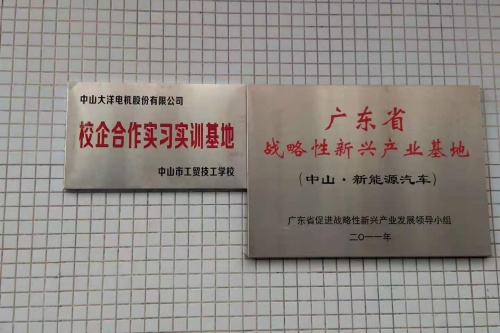 中山大洋电机股份有限公司
校企合作实习实训基地
中山市工贸技工学校
广东省
战略性新兴产业基地
(中山·新能源汽车)
广东省促进战略性新兴产业发展领导小组
二〇一一年